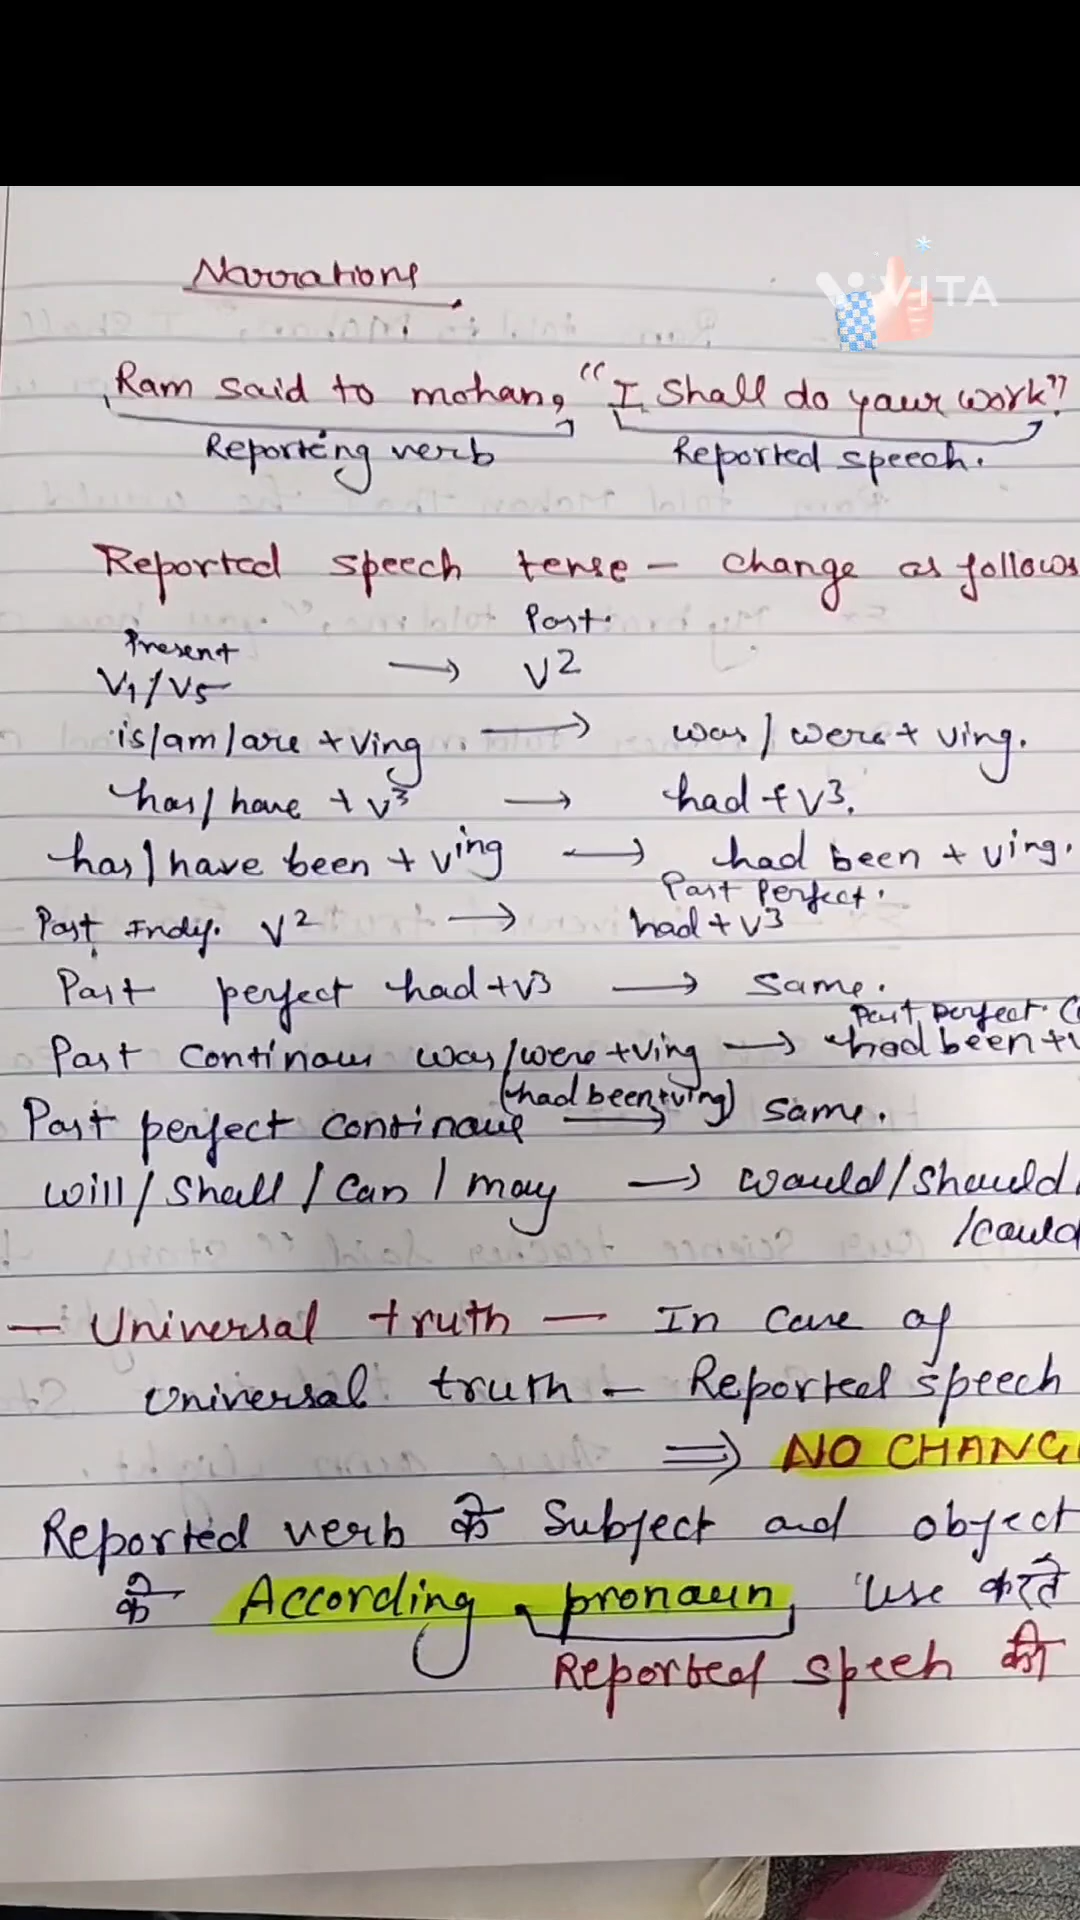 VITA
Narrations
Ram said to mohan, "I Shall do your work"
Reporting verb Reported speech.
Reported speech tense – change as follows
Present Past.
V1/V5 → V2
is/am/are + Ving. → was/were + Ving.
has/have + V3 → had + V3.
has/have been + Ving → had been + Ving.
Past Perfect.
Past Indf. V2 → had + V3
Past perfect had + V3 → Same.
Past perfect. (
Past Continous was/were + Ving → had been + V
(had been + Ving)
Past perfect continous → Same.
will/Shall/Can/may → would/Should/
/could
– Universal truth – In Case of
Universal truth – Reported speech
⇒ NO CHANG
Reported verb के Subject and object
के According pronoun use करते
Reported speech की